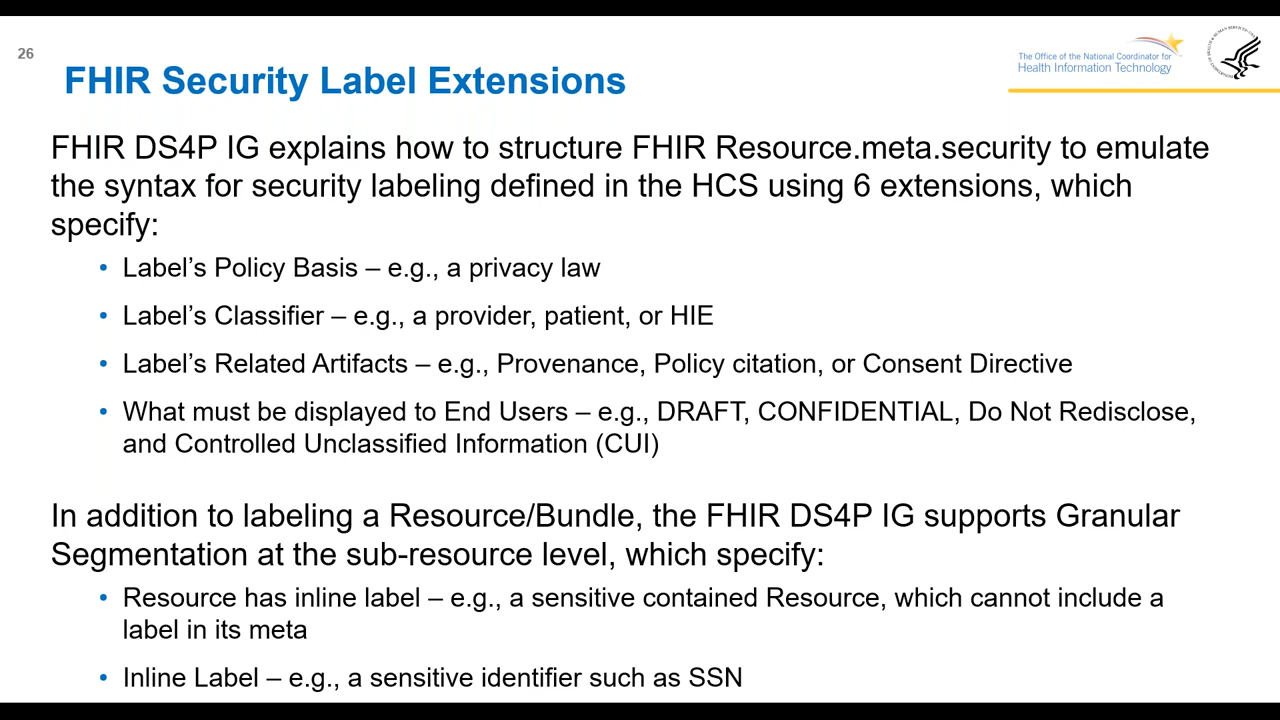 26
The Office of the National Coordinator for
Health Information Technology
FHIR Security Label Extensions
FHIR DS4P IG explains how to structure FHIR Resource.meta.security to emulate
the syntax for security labeling defined in the HCS using 6 extensions, which
specify:
• Label’s Policy Basis – e.g., a privacy law
• Label’s Classifier – e.g., a provider, patient, or HIE
• Label’s Related Artifacts – e.g., Provenance, Policy citation, or Consent Directive
• What must be displayed to End Users – e.g., DRAFT, CONFIDENTIAL, Do Not Redisclose,
and Controlled Unclassified Information (CUI)
In addition to labeling a Resource/Bundle, the FHIR DS4P IG supports Granular
Segmentation at the sub-resource level, which specify:
• Resource has inline label – e.g., a sensitive contained Resource, which cannot include a
label in its meta
• Inline Label – e.g., a sensitive identifier such as SSN